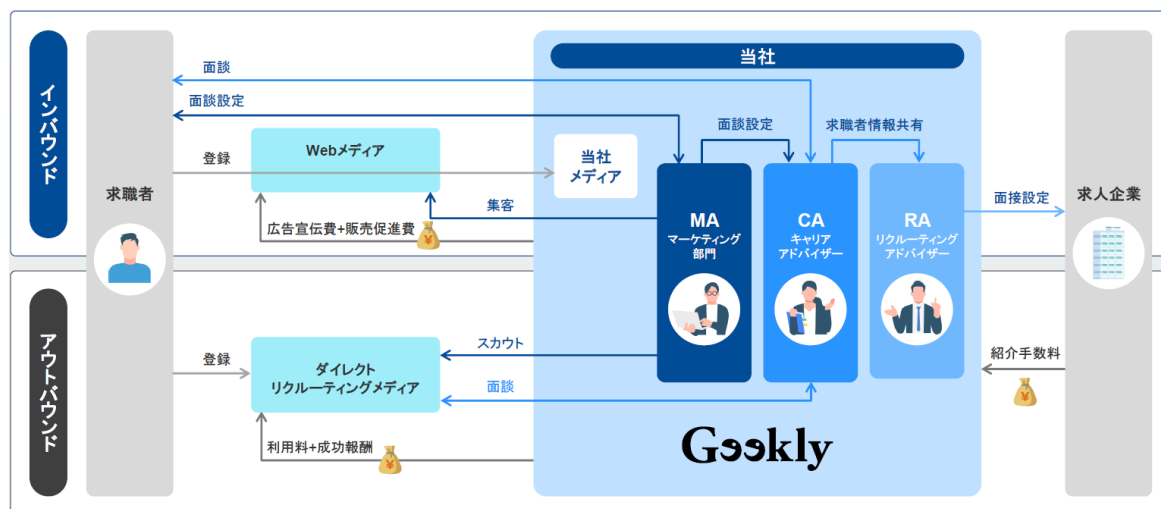 インバウンド
求職者
面談
面談設定
登録
Webメディア
集客
広告宣伝費+販売促進費
¥
当社
当社
メディア
面談設定
求職者情報共有
MA
マーケティング
部門
CA
キャリア
アドバイザー
RA
リクルーティング
アドバイザー
面接設定
求人企業
アウトバウンド
登録
ダイレクト
リクルーティングメディア
スカウト
面談
利用料+成功報酬
¥
紹介手数料
¥
Geekly